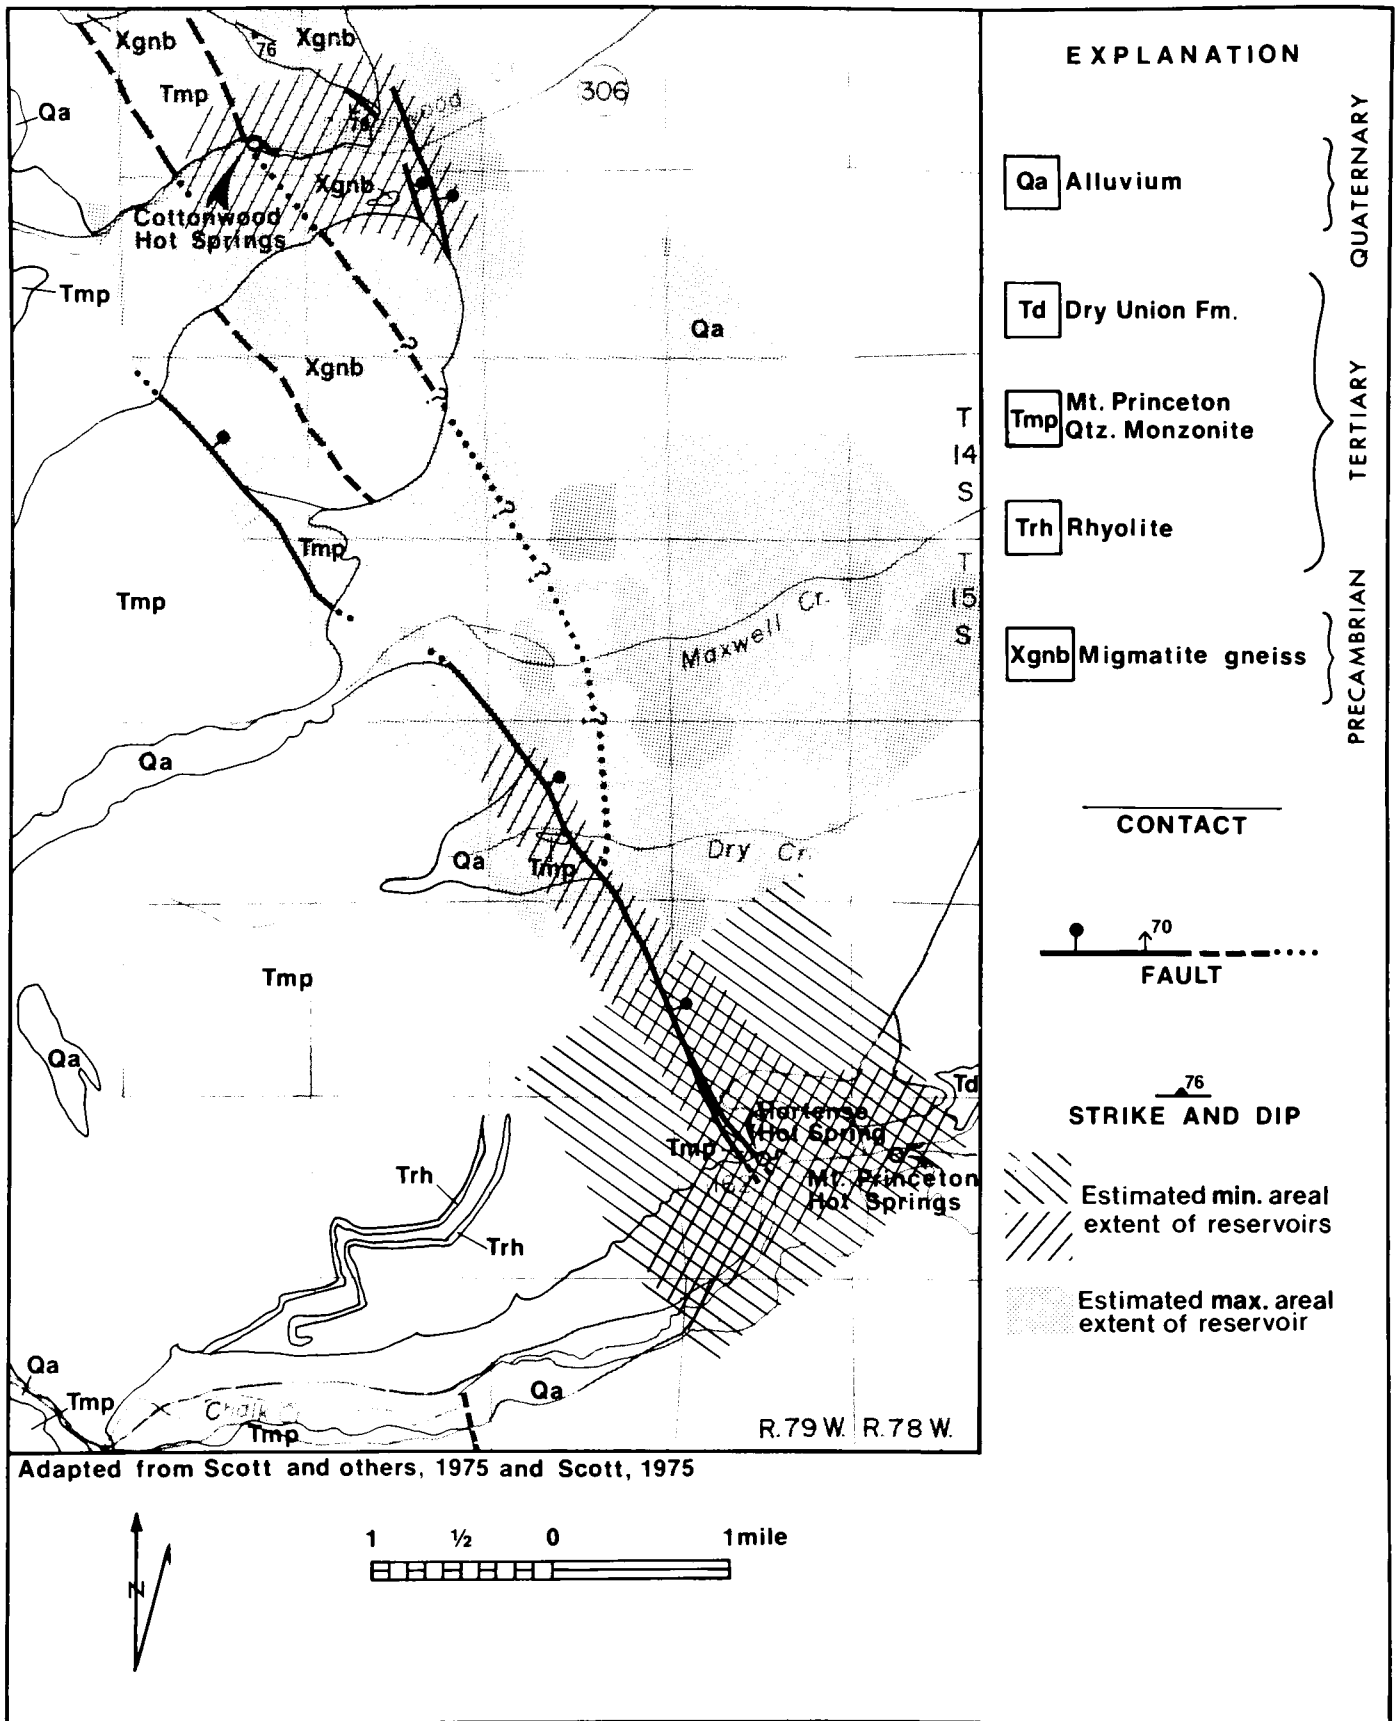 Xgnb
76
Xgnb
Tmp
306
Qa
76
Xgnb
Cottonwood
Hot Springs
Tmp
Qa
?
Xgnb
?
T
14
S
?
Tmp
?
T
15
S
Tmp
Maxwell Cr.
?
Qa
Dry Cr.
Qa
Tmp
Tmp
Qa
Td
Hortense
Hot Spring
Tmp
Mt. Princeton
Hot Springs
Trh
Trh
Qa
Tmp
Qa
Chalk
Tmp
R.79 W. R.78 W.
Adapted from Scott and others, 1975 and Scott, 1975
N
1 ½ 0 1 mile
EXPLANATION
Qa Alluvium
QUATERNARY
Td Dry Union Fm.
Tmp Mt. Princeton
Qtz. Monzonite
TERTIARY
Trh Rhyolite
Xgnb Migmatite gneiss
PRECAMBRIAN
CONTACT
70
FAULT
76
STRIKE AND DIP
Estimated min. areal
extent of reservoirs
Estimated max. areal
extent of reservoir